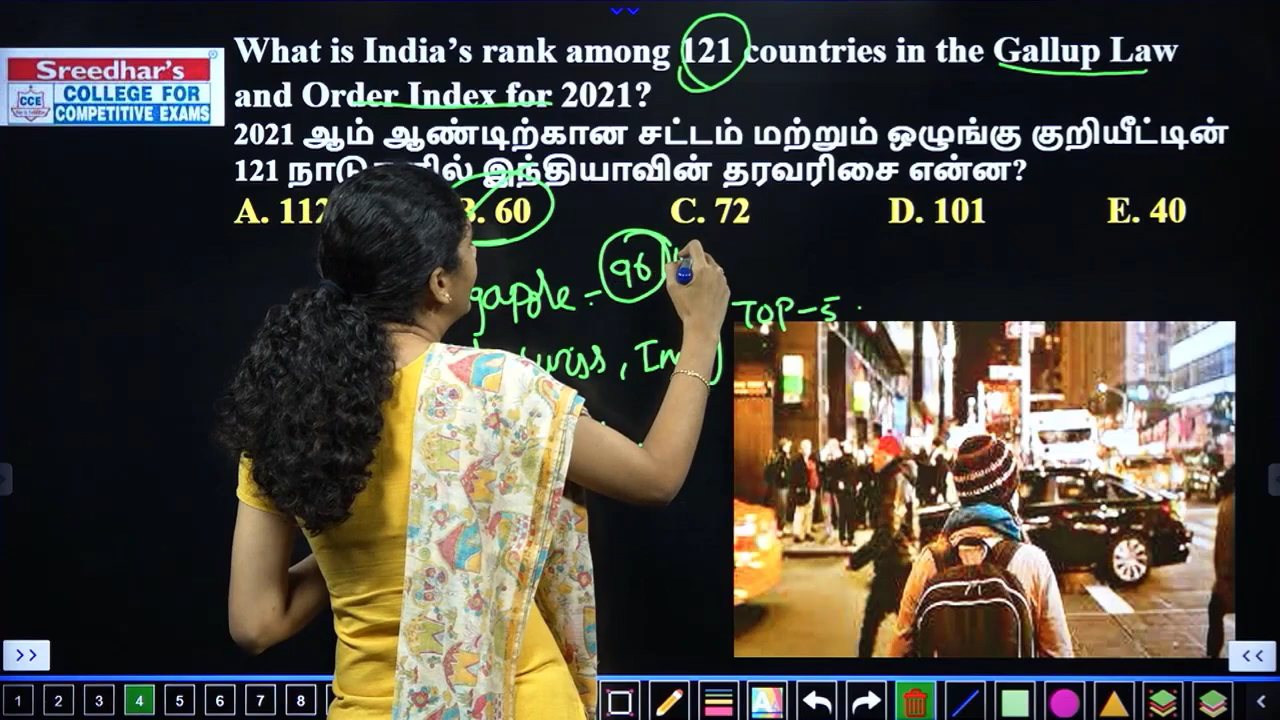 What is India's rank among 121 countries in the Gallup Law
Sreedhar's
CCE
COLLEGE FOR
COMPETITIVE EXAMS
and Order Index for 2021?
2021 ஆம் ஆண்டிற்கான சட்டம் மற்றும் ஒழுங்கு குறியீட்டின்
121 இந்தியாவின் தரவரிசை என்ன?
A. 112 B. 60 C. 72 D. 101 E. 40
96
TOP-5.
>>
<<
1 2 3 4 5 6 7 8
A